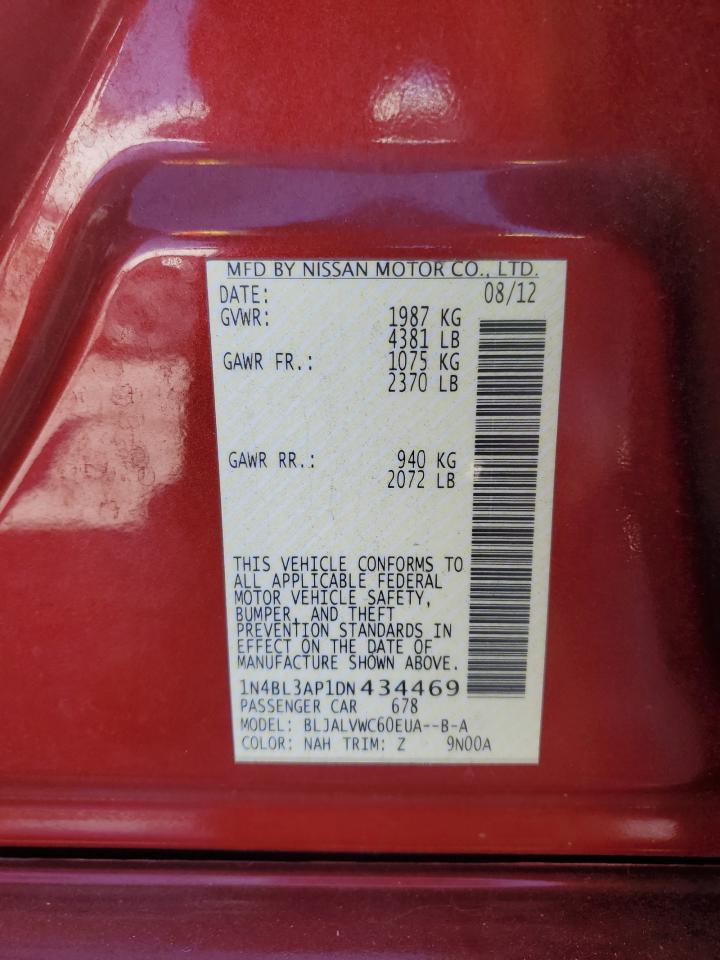 MFD BY NISSAN MOTOR CO., LTD.
DATE: 08/12
GVWR: 1987 KG
4381 LB
GAWR FR.: 1075 KG
2370 LB
GAWR RR.: 940 KG
2072 LB
THIS VEHICLE CONFORMS TO
ALL APPLICABLE FEDERAL
MOTOR VEHICLE SAFETY,
BUMPER, AND THEFT
PREVENTION STANDARDS IN
EFFECT ON THE DATE OF
MANUFACTURE SHOWN ABOVE.
1N4BL3AP1DN434469
PASSENGER CAR 678
MODEL: BLJALVWC60EUA--B-A
COLOR: NAH TRIM: Z 9N00A